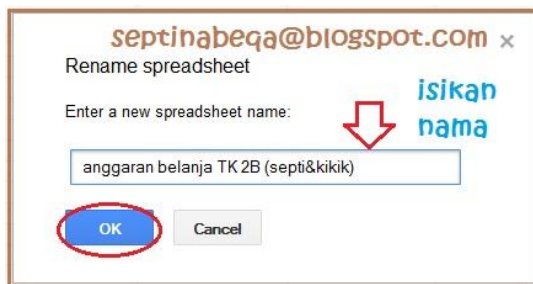 septinabeqa@blogspot.com ×
Rename spreadsheet
Enter a new spreadsheet name:
isikan
nama
anggaran belanja TK 2B (septi&kikik)
OK
Cancel